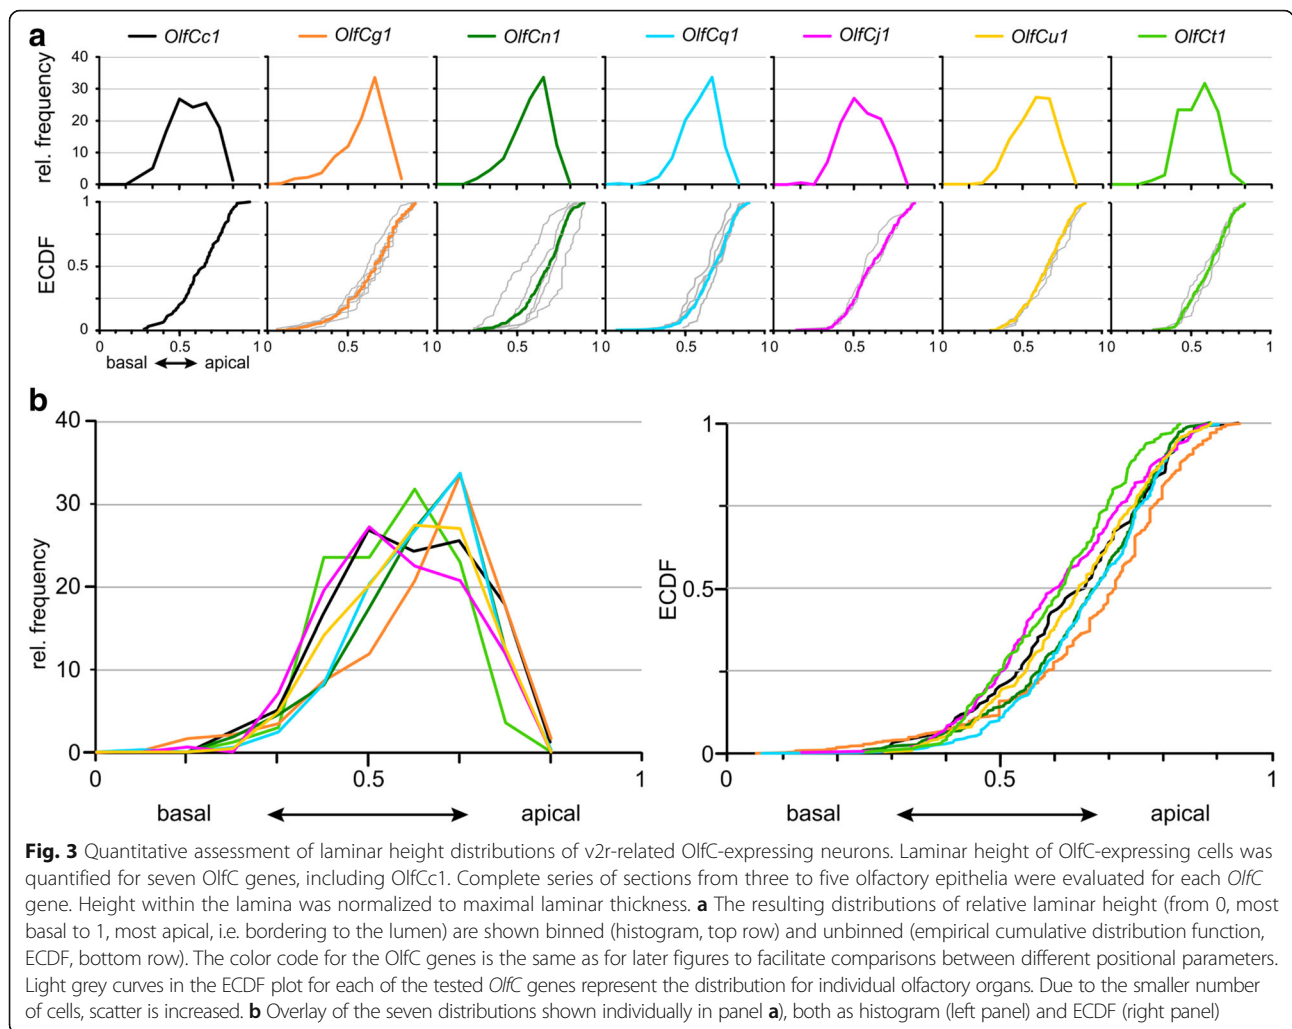 a
OlfCc1 OlfCg1 OlfCn1 OlfCq1 OlfCj1 OlfCu1 OlfCt1
rel. frequency
40
30
20
10
0 0 0 0 0 0 0
ECDF
1
0.5
0
0 0.5 1 0 0.5 1 0 0.5 1 0 0.5 1 0 0.5 1 0 0.5 1 0 0.5 1
basal apical
b
rel. frequency
40
30
20
10
0
0 0.5 1
basal apical
ECDF
1
0.5
0
0 0.5 1
basal apical
Fig. 3 Quantitative assessment of laminar height distributions of v2r-related OlfC-expressing neurons. Laminar height of OlfC-expressing cells was
quantified for seven OlfC genes, including OlfCc1. Complete series of sections from three to five olfactory epithelia were evaluated for each OlfC
gene. Height within the lamina was normalized to maximal laminar thickness. a The resulting distributions of relative laminar height (from 0, most
basal to 1, most apical, i.e. bordering to the lumen) are shown binned (histogram, top row) and unbinned (empirical cumulative distribution function,
ECDF, bottom row). The color code for the OlfC genes is the same as for later figures to facilitate comparisons between different positional parameters.
Light grey curves in the ECDF plot for each of the tested OlfC genes represent the distribution for individual olfactory organs. Due to the smaller number
of cells, scatter is increased. b Overlay of the seven distributions shown individually in panel a), both as histogram (left panel) and ECDF (right panel)